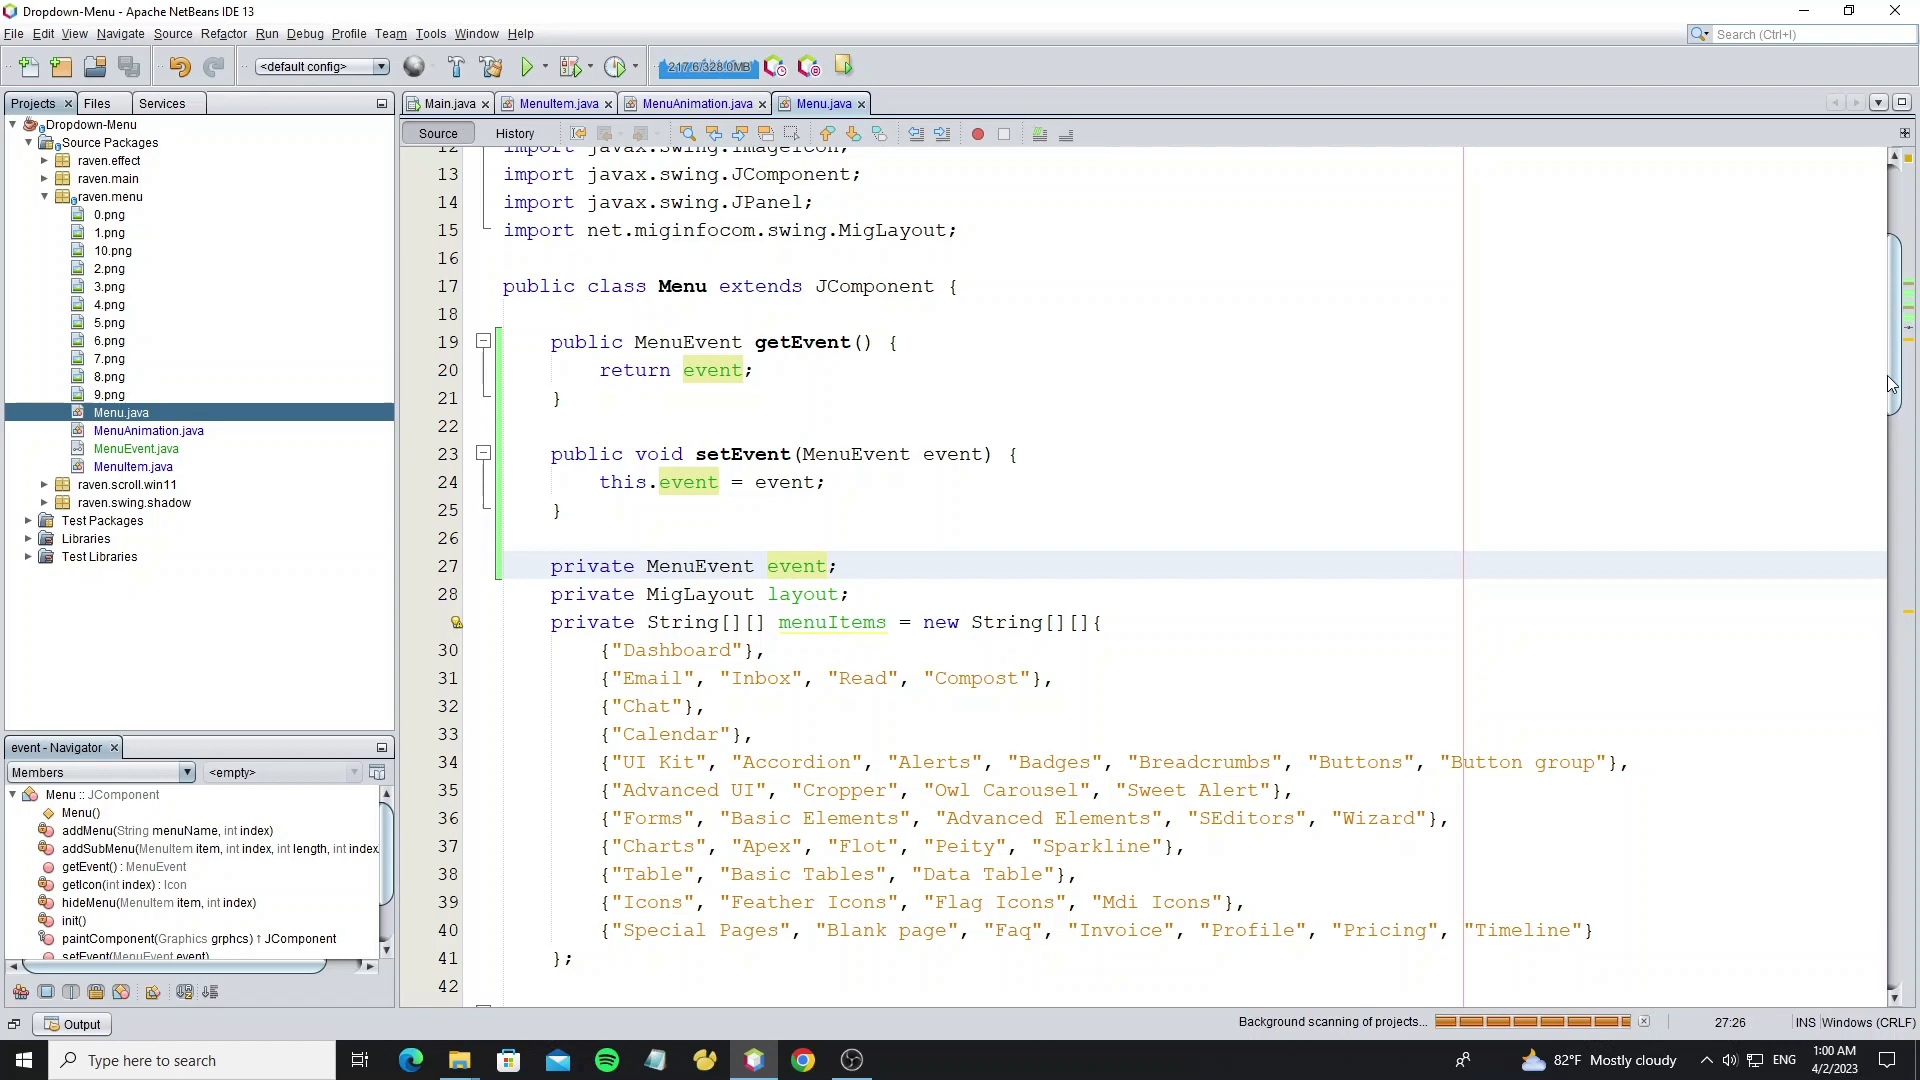 Dropdown-Menu - Apache NetBeans IDE 13
File Edit View Navigate Source Refactor Run Debug Profile Team Tools Window Help
Search (Ctrl+I)
<default config>
217.6/328.0MB
Projects Files Services
Main.java MenuItem.java MenuAnimation.java Menu.java
Source History
Dropdown-Menu
Source Packages
raven.effect
raven.main
raven.menu
0.png
1.png
10.png
2.png
3.png
4.png
5.png
6.png
7.png
8.png
9.png
Menu.java
MenuAnimation.java
MenuEvent.java
MenuItem.java
raven.scroll.win11
raven.swing.shadow
Test Packages
Libraries
Test Libraries
event - Navigator
Members <empty>
Menu :: JComponent
Menu()
addMenu(String menuName, int index)
addSubMenu(MenuItem item, int index, int length, int index
getEvent() : MenuEvent
getIcon(int index) : Icon
hideMenu(MenuItem item, int index)
init()
paintComponent(Graphics grphcs) ↑ JComponent
setEvent(MenuEvent event)
12 import javax.swing.ImageIcon;
13 import javax.swing.JComponent;
14 import javax.swing.JPanel;
15 import net.miginfocom.swing.MigLayout;
16
17 public class Menu extends JComponent {
18
19 public MenuEvent getEvent() {
20 return event;
21 }
22
23 public void setEvent(MenuEvent event) {
24 this.event = event;
25 }
26
27 private MenuEvent event;
28 private MigLayout layout;
private String[][] menuItems = new String[][]{
30 {"Dashboard"},
31 {"Email", "Inbox", "Read", "Compost"},
32 {"Chat"},
33 {"Calendar"},
34 {"UI Kit", "Accordion", "Alerts", "Badges", "Breadcrumbs", "Buttons", "Button group"},
35 {"Advanced UI", "Cropper", "Owl Carousel", "Sweet Alert"},
36 {"Forms", "Basic Elements", "Advanced Elements", "SEditors", "Wizard"},
37 {"Charts", "Apex", "Flot", "Peity", "Sparkline"},
38 {"Table", "Basic Tables", "Data Table"},
39 {"Icons", "Feather Icons", "Flag Icons", "Mdi Icons"},
40 {"Special Pages", "Blank page", "Faq", "Invoice", "Profile", "Pricing", "Timeline"}
41 };
42
Output
Background scanning of projects... 27:26 INS Windows (CRLF)
Type here to search
82°F Mostly cloudy ENG
1:00 AM
4/2/2023